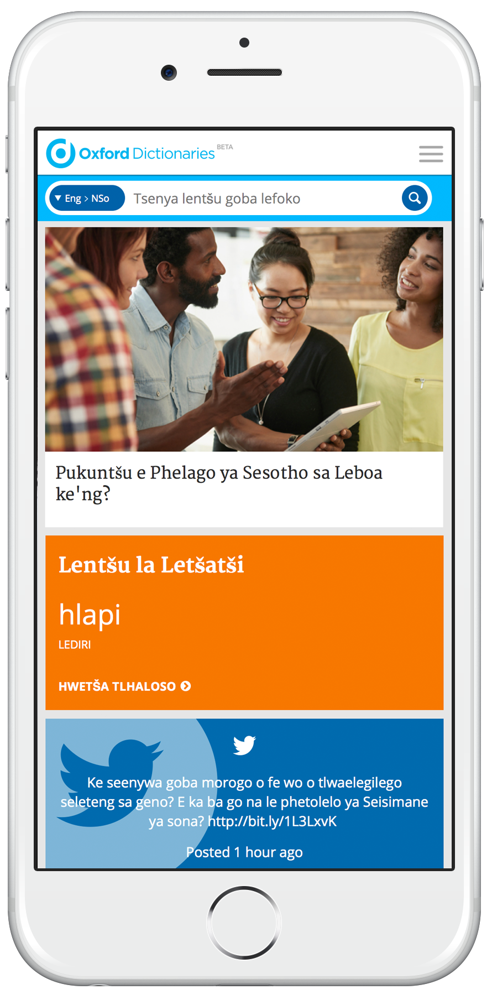 Oxford Dictionaries BETA
Eng > NSo
Tsenya lentšu goba lefoko
Pukuntšu e Phelago ya Sesotho sa Leboa
ke'ng?
Lentšu la Letšatši
hlapi
LEDIRI
HWETŠA TLHALOSO
Ke seenywa goba morogo o fe wo o tlwaelegilego
seleteng sa geno? E ka ba go na le phetolelo ya Seisimane
ya sona? http://bit.ly/1L3LxvK
Posted 1 hour ago